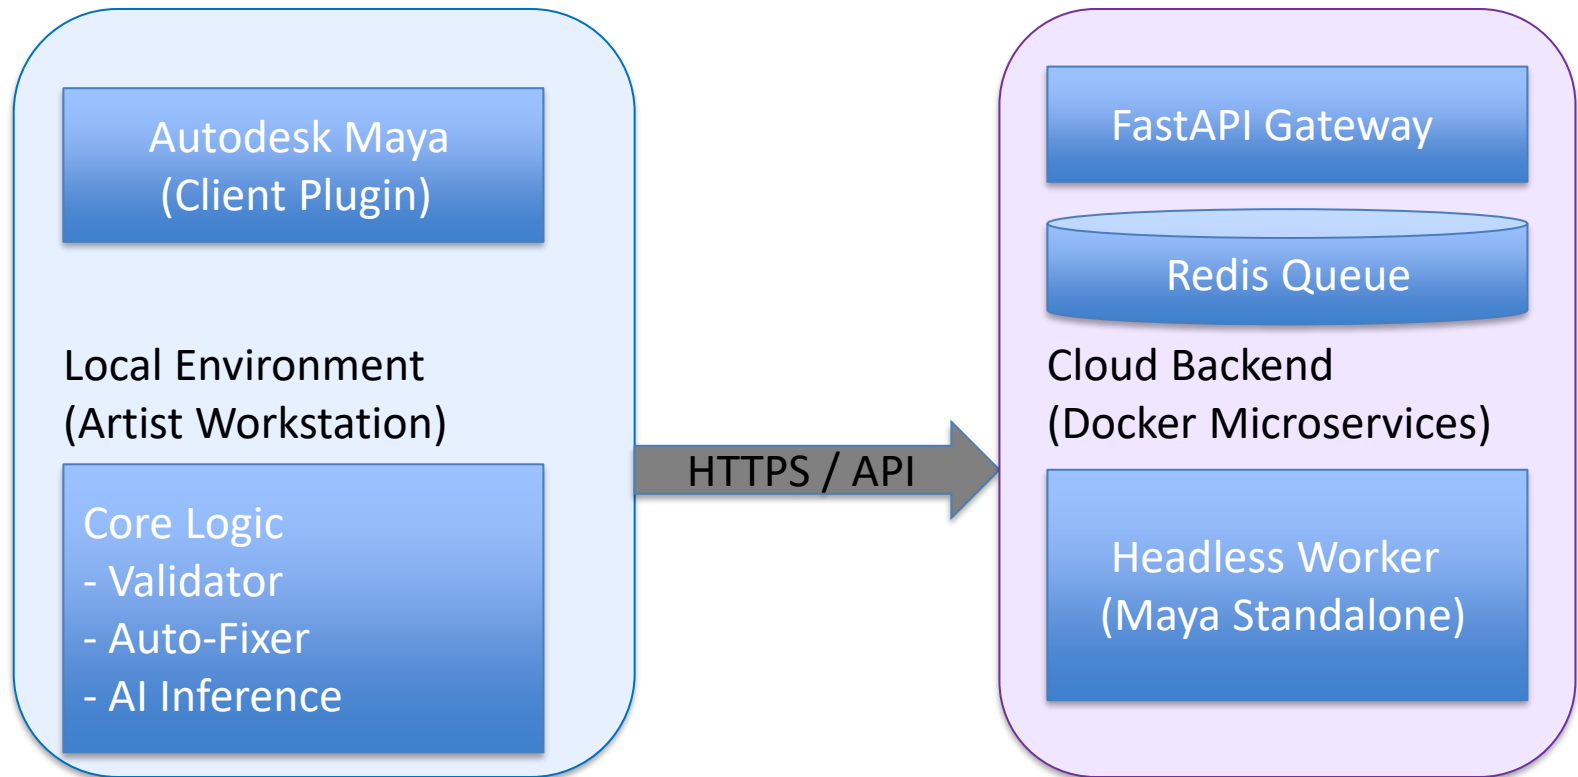 Autodesk Maya
(Client Plugin)
Local Environment
(Artist Workstation)
Core Logic
- Validator
- Auto-Fixer
- AI Inference
HTTPS / API
FastAPI Gateway
Redis Queue
Cloud Backend
(Docker Microservices)
Headless Worker
(Maya Standalone)